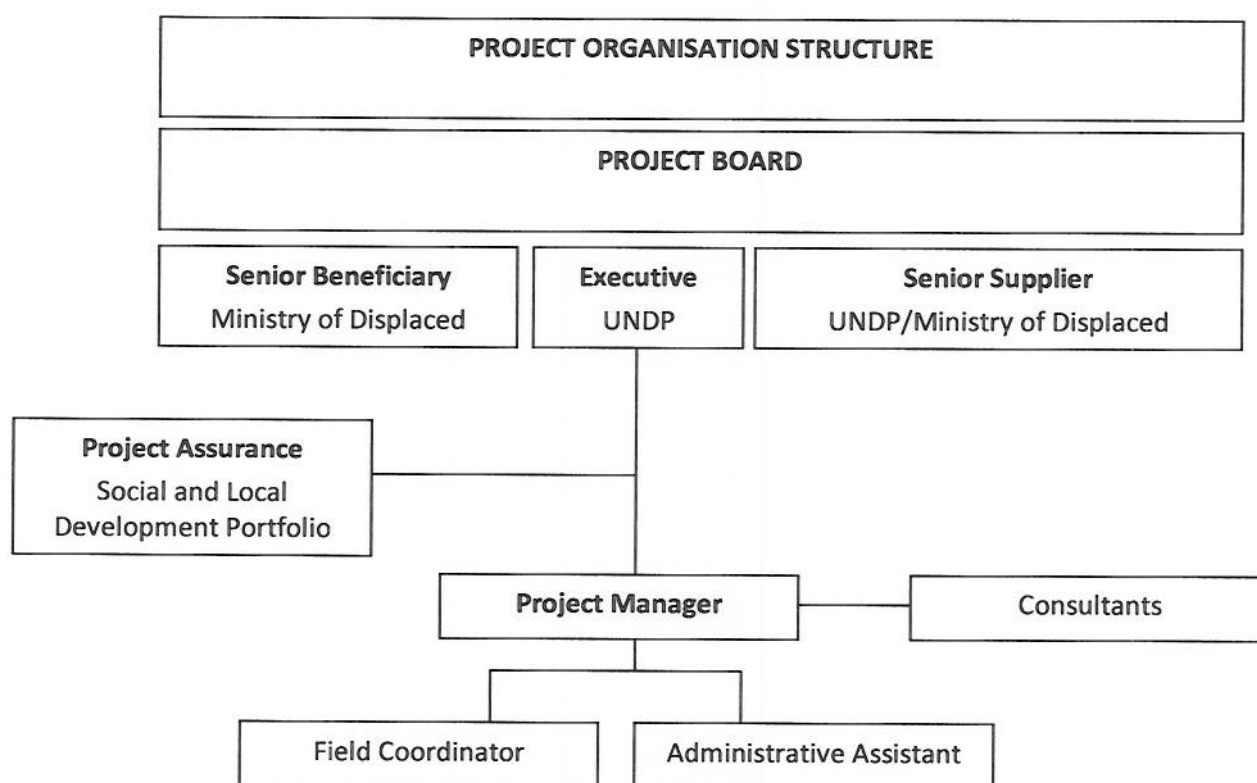 PROJECT ORGANISATION STRUCTURE
PROJECT BOARD
Senior Beneficiary
Ministry of Displaced
Executive
UNDP
Senior Supplier
UNDP/Ministry of Displaced
Project Assurance
Social and Local
Development Portfolio
Project Manager
Consultants
Field Coordinator
Administrative Assistant